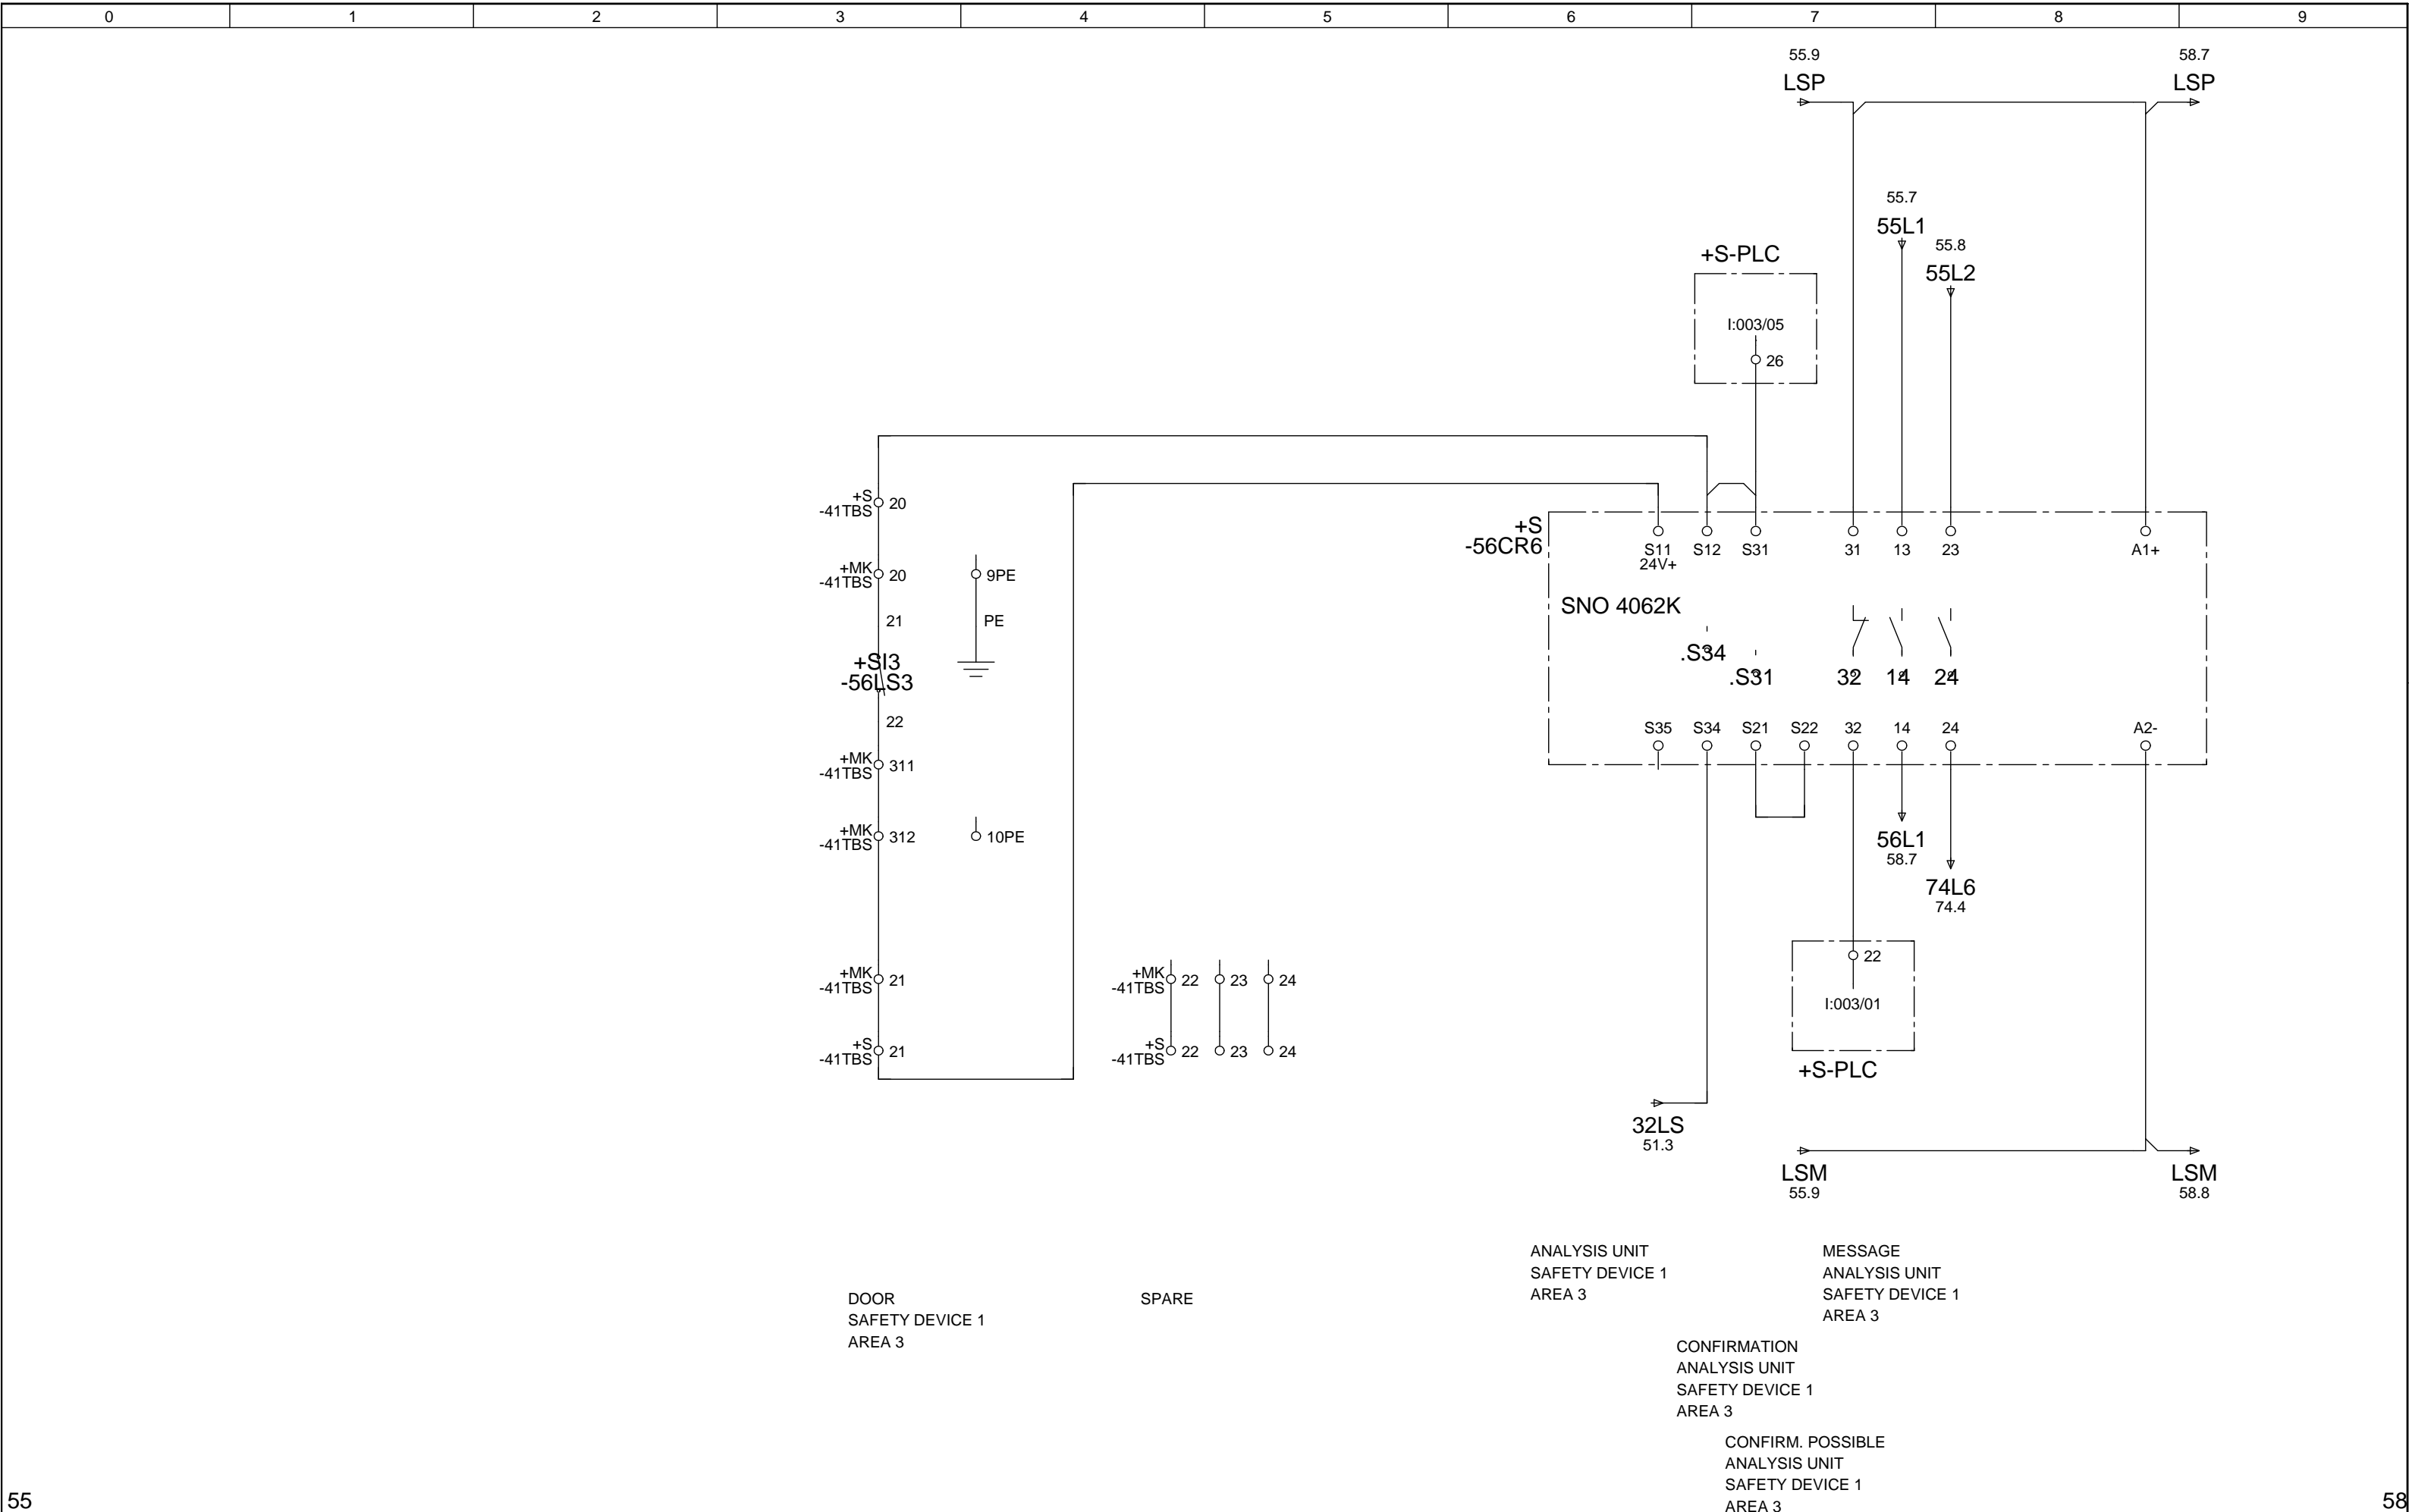 0 1 2 3 4 5 6 7 8 9
55.9
LSP
58.7
LSP
55.7
55L1
55.8
55L2
+S-PLC
I:003/05
26
+S
-41TBS
20
+MK
-41TBS
20
9PE
21
PE
+SI3
-56LS3
22
+MK
-41TBS
311
+MK
-41TBS
312
10PE
+MK
-41TBS
21
+S
-41TBS
21
+MK
-41TBS
22 23 24
+S
-41TBS
22 23 24
+S
-56CR6
S11 S12 S31 31 13 23 A1+
24V+
SNO 4062K
.S34
.S31
32 14 24
S35 S34 S21 S22 32 14 24 A2-
56L1
58.7
74L6
74.4
22
I:003/01
+S-PLC
32LS
51.3
LSM
55.9
LSM
58.8
DOOR
SAFETY DEVICE 1
AREA 3
SPARE
ANALYSIS UNIT
SAFETY DEVICE 1
AREA 3
MESSAGE
ANALYSIS UNIT
SAFETY DEVICE 1
AREA 3
CONFIRMATION
ANALYSIS UNIT
SAFETY DEVICE 1
AREA 3
CONFIRM. POSSIBLE
ANALYSIS UNIT
SAFETY DEVICE 1
AREA 3
55
58